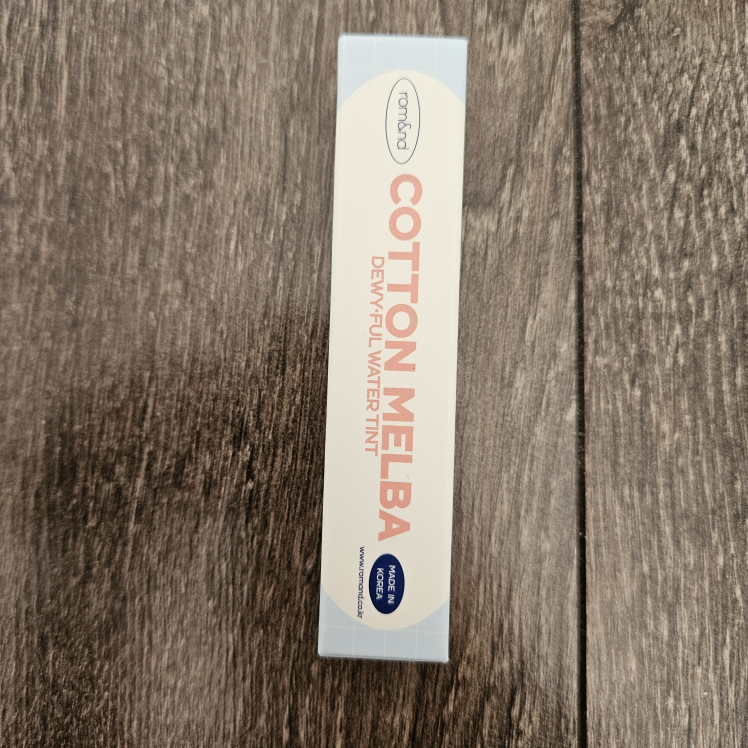 rom&nd
COTTON MELBA
DEWY·FUL WATER TINT
MADE IN
KOREA
www.romand.co.kr